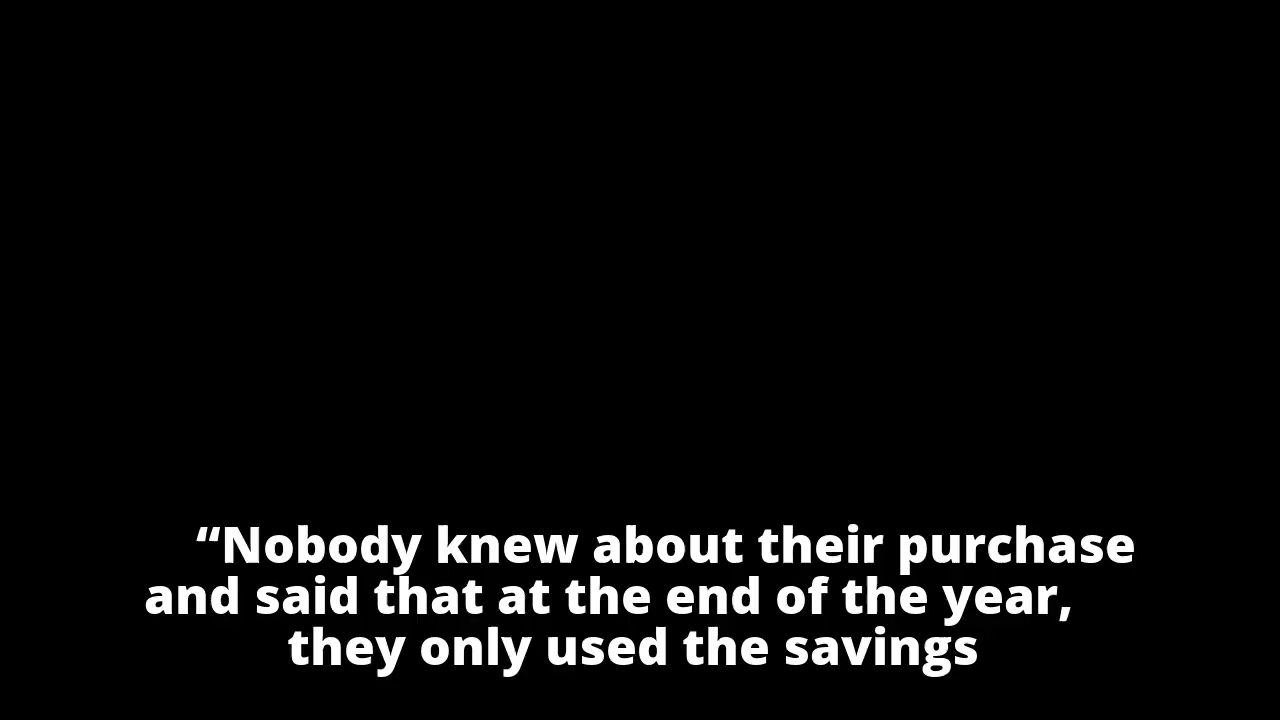 “Nobody knew about their purchase
and said that at the end of the year,
they only used the savings